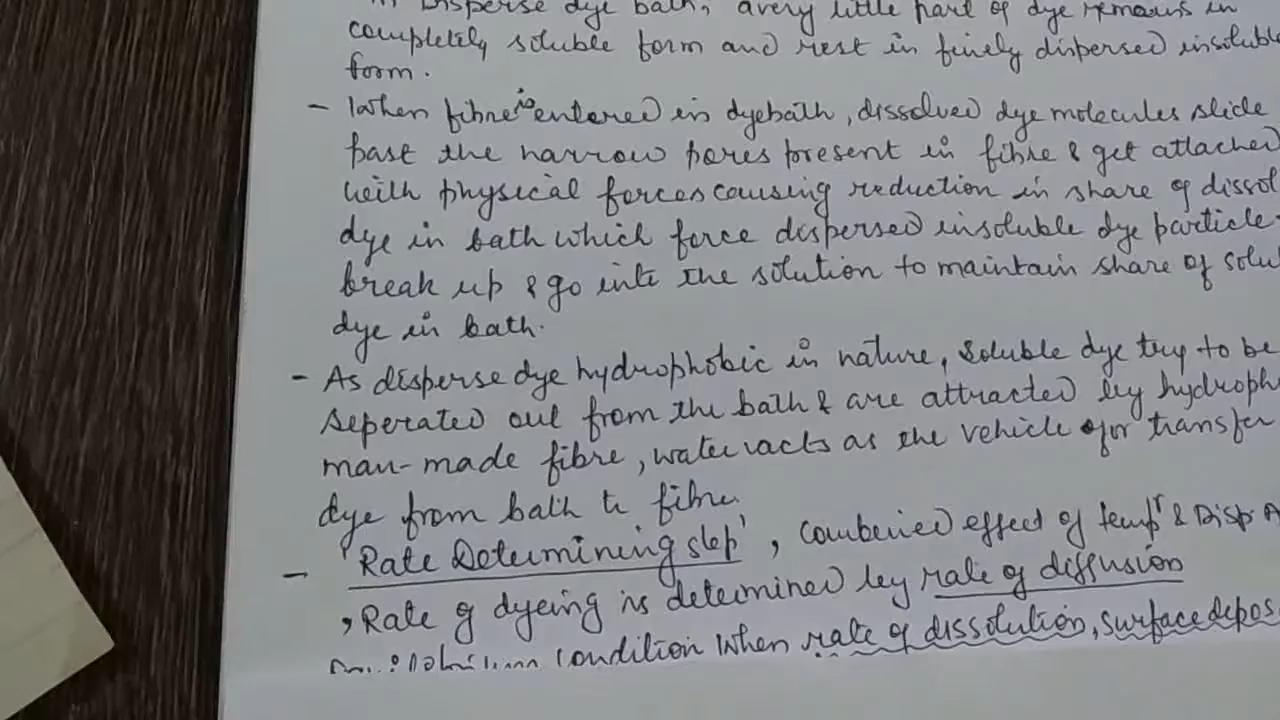 In Disperse dye bath, a very little part of dye remains in
completely soluble form and rest in finely dispersed insoluble
form.
- When fibre is entered in dyebath, dissolved dye molecules slide
past the narrow pores present in fibre & get attached
with physical forces causing reduction in share of dissol
dye in bath which force dispersed insoluble dye particle
break up & go into the solution to maintain share of solu
dye in bath.
- As disperse dye hydrophobic in nature, soluble dye try to be
seperated out from the bath & are attracted by hydroph
man-made fibre, water acts as the vehicle for transfer
dye from bath to fibre.
- 'Rate Determining step', combined effect of tempr & Disp A
, Rate of dyeing is determined by rate of diffusion
condition when rate of dissolution, surface depos